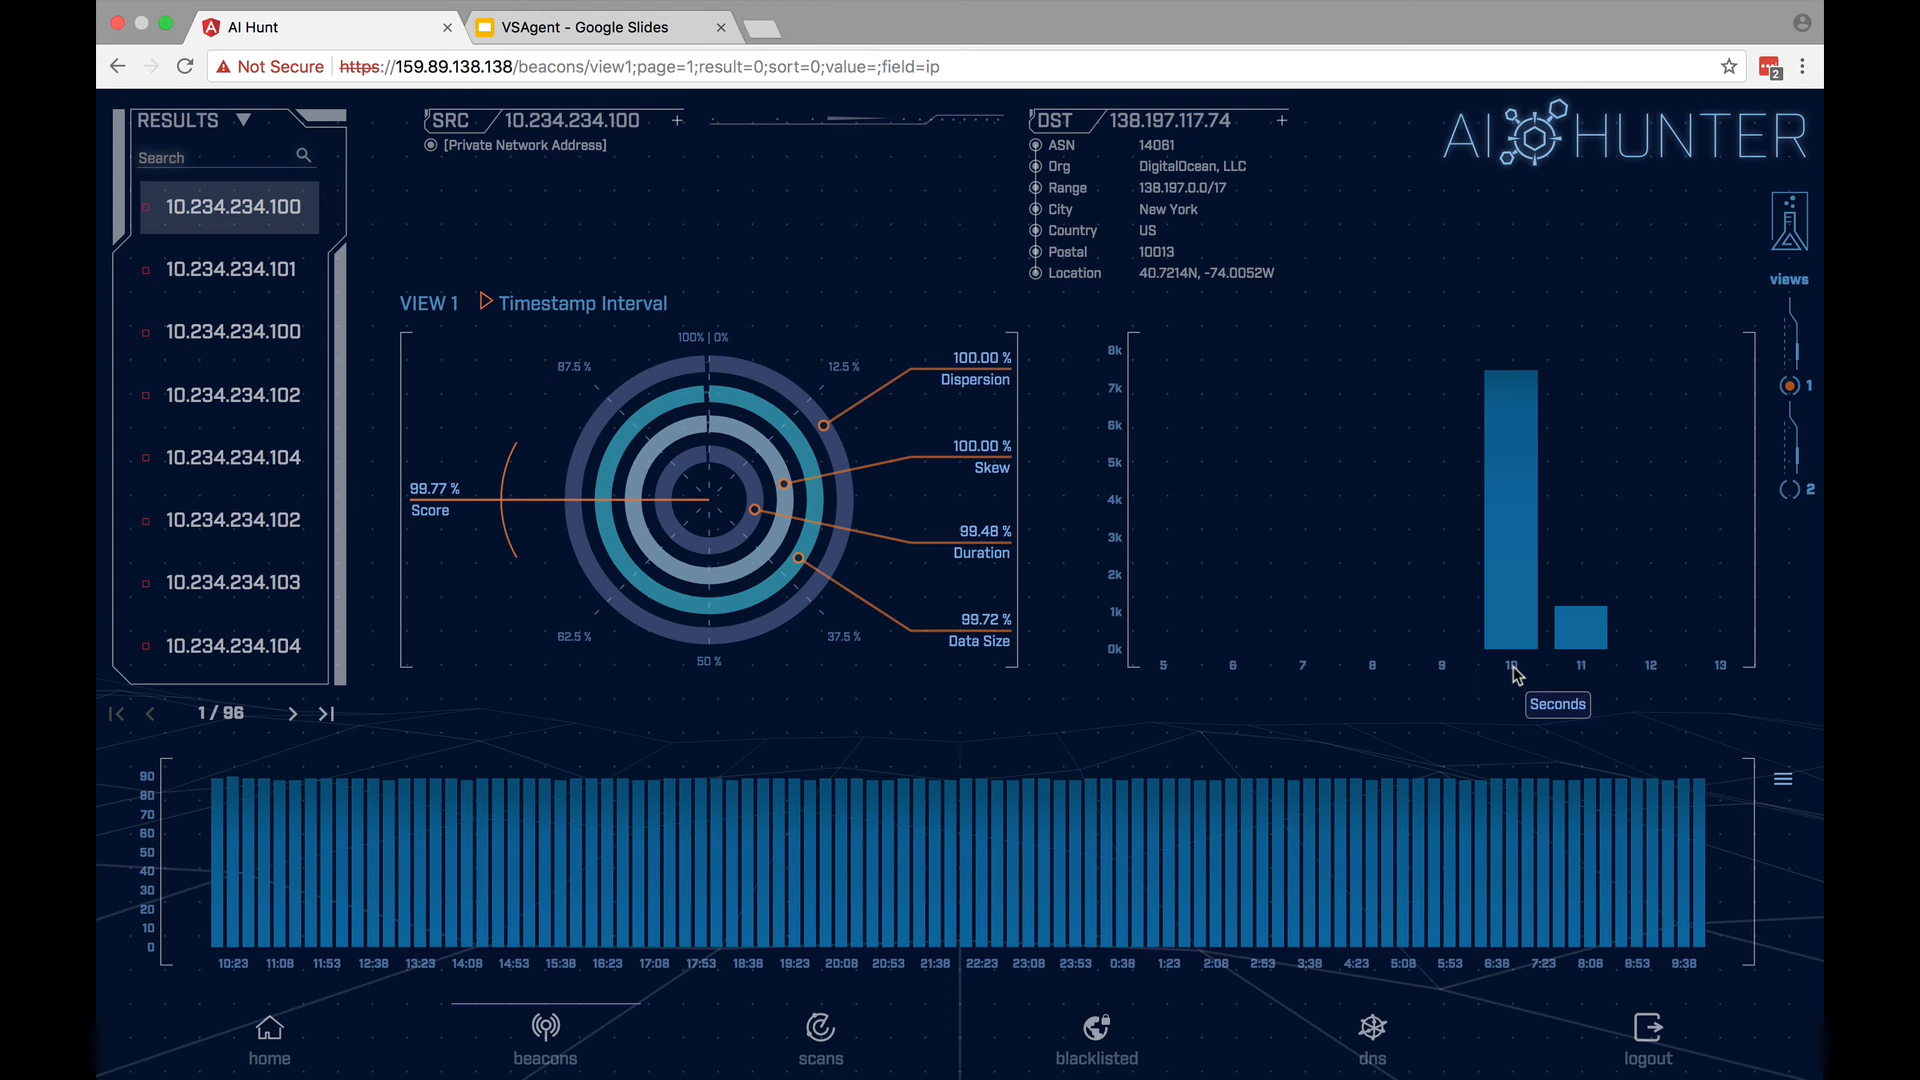 AI Hunt
VSAgent - Google Slides
Not Secure
https://159.89.138.138/beacons/view1;page=1;result=0;sort=0;value=;field=ip
2
RESULTS
Search
10.234.234.100
10.234.234.101
10.234.234.100
10.234.234.102
10.234.234.104
10.234.234.102
10.234.234.103
10.234.234.104
1 / 96
SRC 10.234.234.100 +
[Private Network Address]
DST 138.197.117.74 +
ASN 14061
Org DigitalOcean, LLC
Range 138.197.0.0/17
City New York
Country US
Postal 10013
Location 40.7214N, -74.0052W
AI HUNTER
views
1
2
VIEW 1 Timestamp Interval
100% | 0%
87.5 %
12.5 %
62.5 %
37.5 %
50 %
99.77 %
Score
100.00 %
Dispersion
100.00 %
Skew
99.48 %
Duration
99.72 %
Data Size
8k
7k
6k
5k
4k
3k
2k
1k
0k
5 6 7 8 9 10 11 12 13
Seconds
90
80
70
60
50
40
30
20
10
0
10:23 11:08 11:53 12:38 13:23 14:08 14:53 15:38 16:23 17:08 17:53 18:38 19:23 20:08 20:53 21:38 22:23 23:08 23:53 0:38 1:23 2:08 2:53 3:38 4:23 5:08 5:53 6:38 7:23 8:08 8:53 9:38
home beacons scans blacklisted dns logout